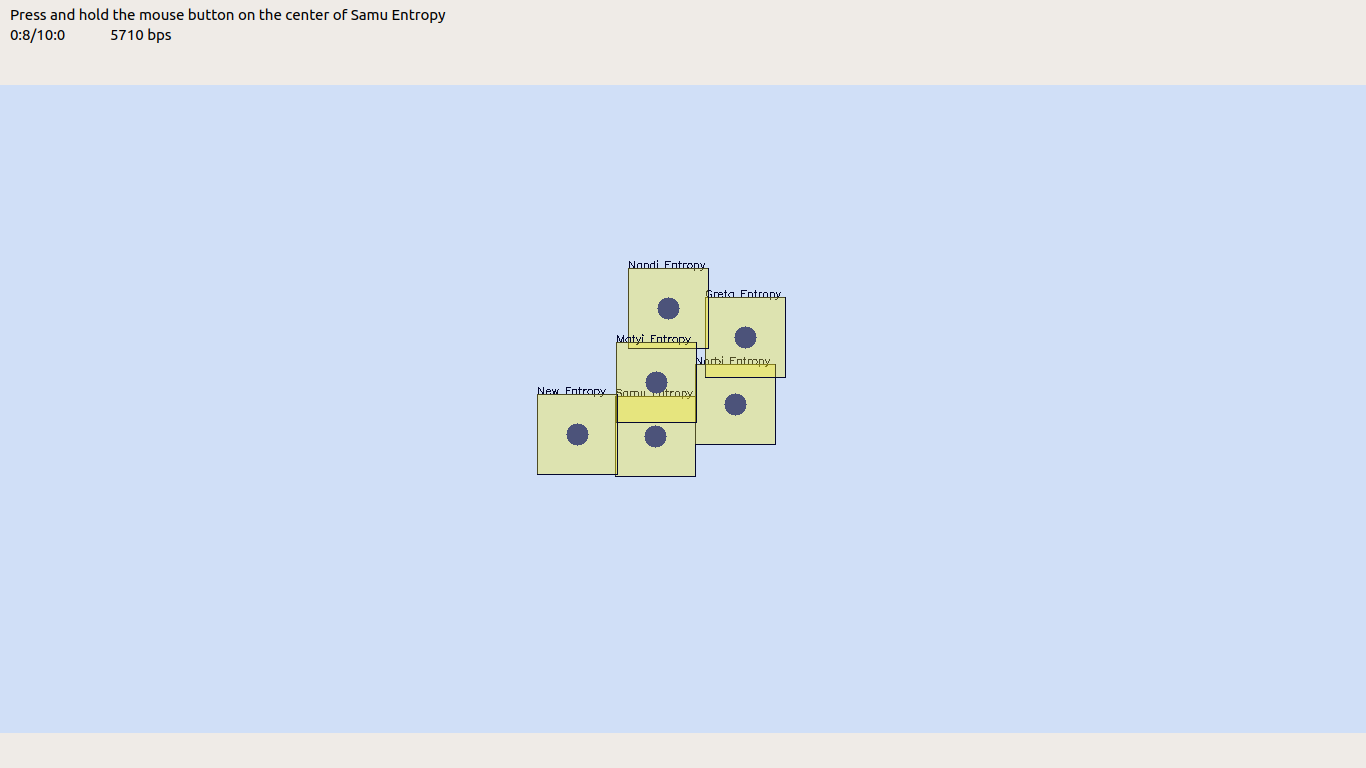 Press and hold the mouse button on the center of Samu Entropy
0:8/10:0 5710 bps
Nandi Entropy
Greta Entropy
Matyi Entropy
Norbi Entropy
New Entropy
Samu Entropy